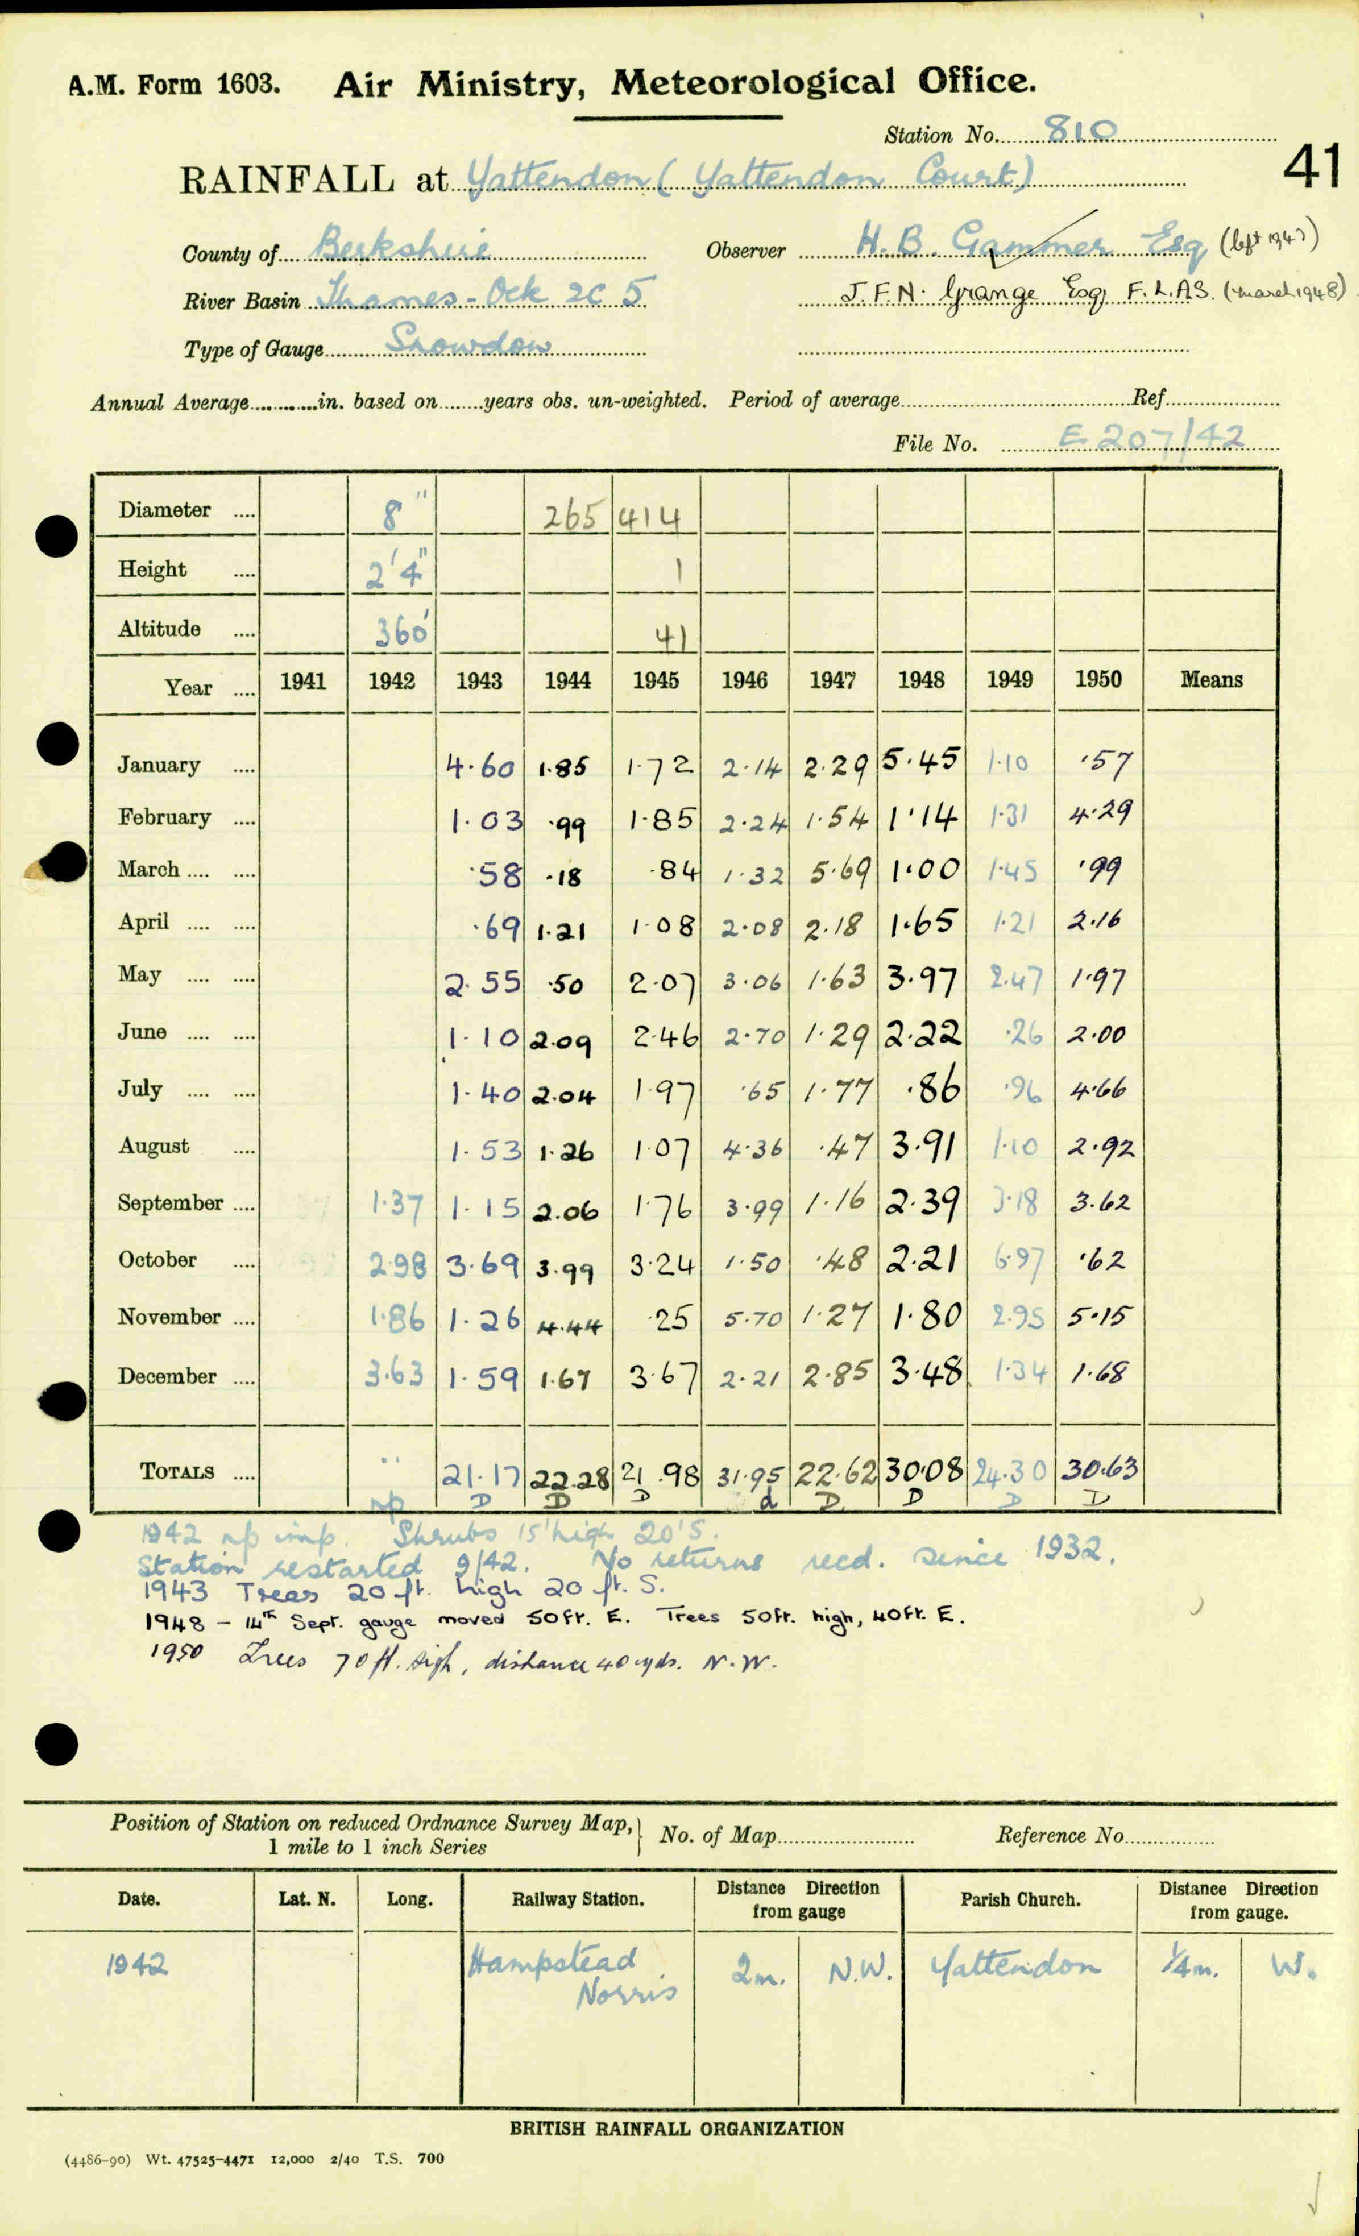 A.M. Form 1603. Air Ministry, Meteorological Office.
Station No. 810
41
RAINFALL at Yattendon (Yattendon Court)
County of Berkshire Observer H. B. Gammer Esq (left 1947)
River Basin Thames - Ock 2C 5 J.F.N. Grange Esq F.L.A.S. (March 1948)
Type of Gauge Snowdon
Annual Average in. based on years obs. un-weighted. Period of average Ref
File No. E 207/42
Diameter 8" 265 414
Height 2'4" 1
Altitude 360' 41
Year 1941 1942 1943 1944 1945 1946 1947 1948 1949 1950 Means
January 4.60 1.85 1.72 2.14 2.29 5.45 1.10 .57
February 1.03 .99 1.85 2.24 1.54 1.14 1.31 4.29
March .58 .18 .84 1.32 5.69 1.00 1.45 .99
April .69 1.21 1.08 2.08 2.18 1.65 1.21 2.16
May 2.55 .50 2.07 3.06 1.63 3.97 2.47 1.97
June 1.10 2.09 2.46 2.70 1.29 2.22 .26 2.00
July 1.40 2.04 1.97 .65 1.77 .86 .96 4.66
August 1.53 1.26 1.07 4.36 .47 3.91 1.10 2.92
September 1.37 1.15 2.06 1.76 3.99 1.16 2.39 3.18 3.62
October 2.98 3.69 3.99 3.24 1.50 .48 2.21 6.97 .62
November 1.86 1.26 4.44 .25 5.70 1.27 1.80 2.95 5.15
December 3.63 1.59 1.67 3.67 2.21 2.85 3.48 1.34 1.68
TOTALS 21.17 22.28 21.98 31.95 22.62 30.08 24.30 30.63
np D D D d D D D D
1942 np imp. Shrubs 15' high 20' S.
Station restarted 9/42. No returns recd. since 1932.
1943 Trees 20 ft. high 20 ft. S.
1948 - 14th Sept. gauge moved 50ft. E. Trees 50ft. high, 40ft. E.
1950 Trees 70 ft. high, distance 40 yds. N.W.
Position of Station on reduced Ordnance Survey Map,
1 mile to 1 inch Series
No. of Map Reference No.
Date. Lat. N. Long. Railway Station. Distance Direction from gauge Parish Church. Distance Direction from gauge.
1942 Hampstead Norris 2m. N.W. Yattendon 1/4m. W.
BRITISH RAINFALL ORGANIZATION
(4486-90) Wt. 47525-4471 12,000 2/40 T.S. 700